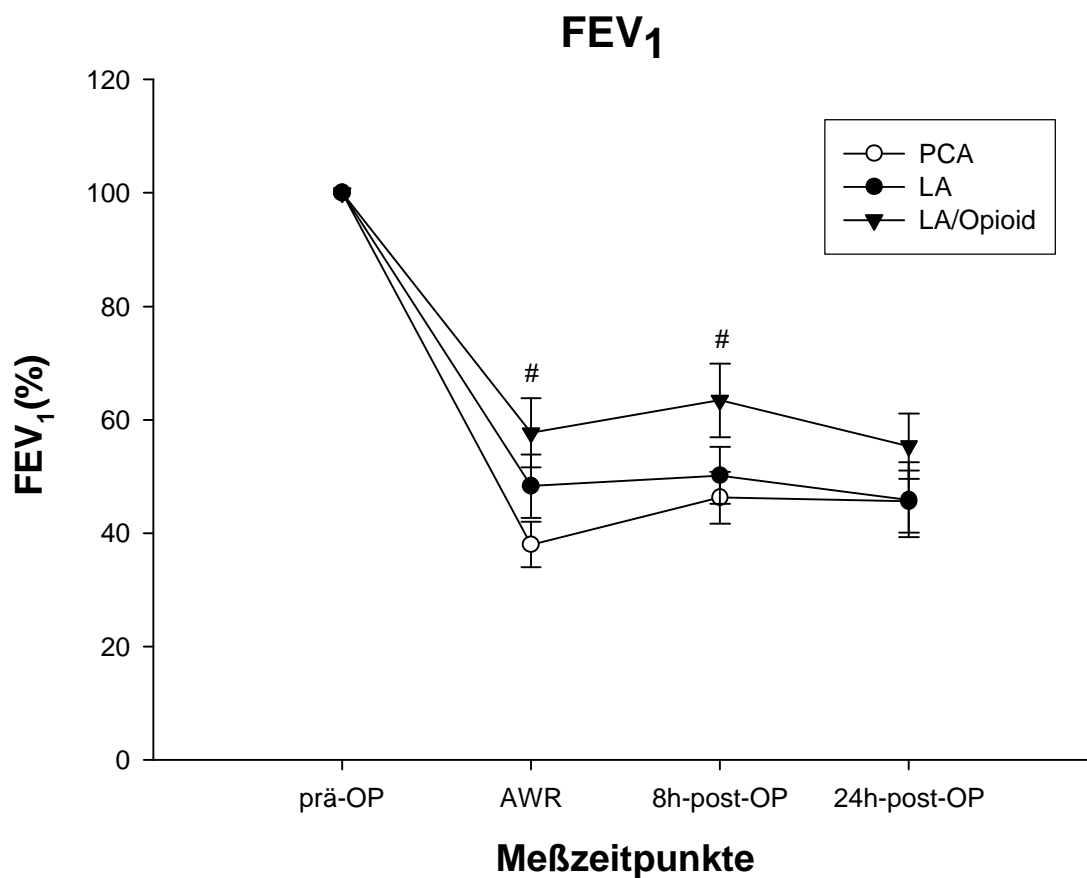 FEV1
120
100
80
60
40
20
0
FEV1(%)
PCA
LA
LA/Opioid
#
#
prä-OP AWR 8h-post-OP 24h-post-OP
Meßzeitpunkte